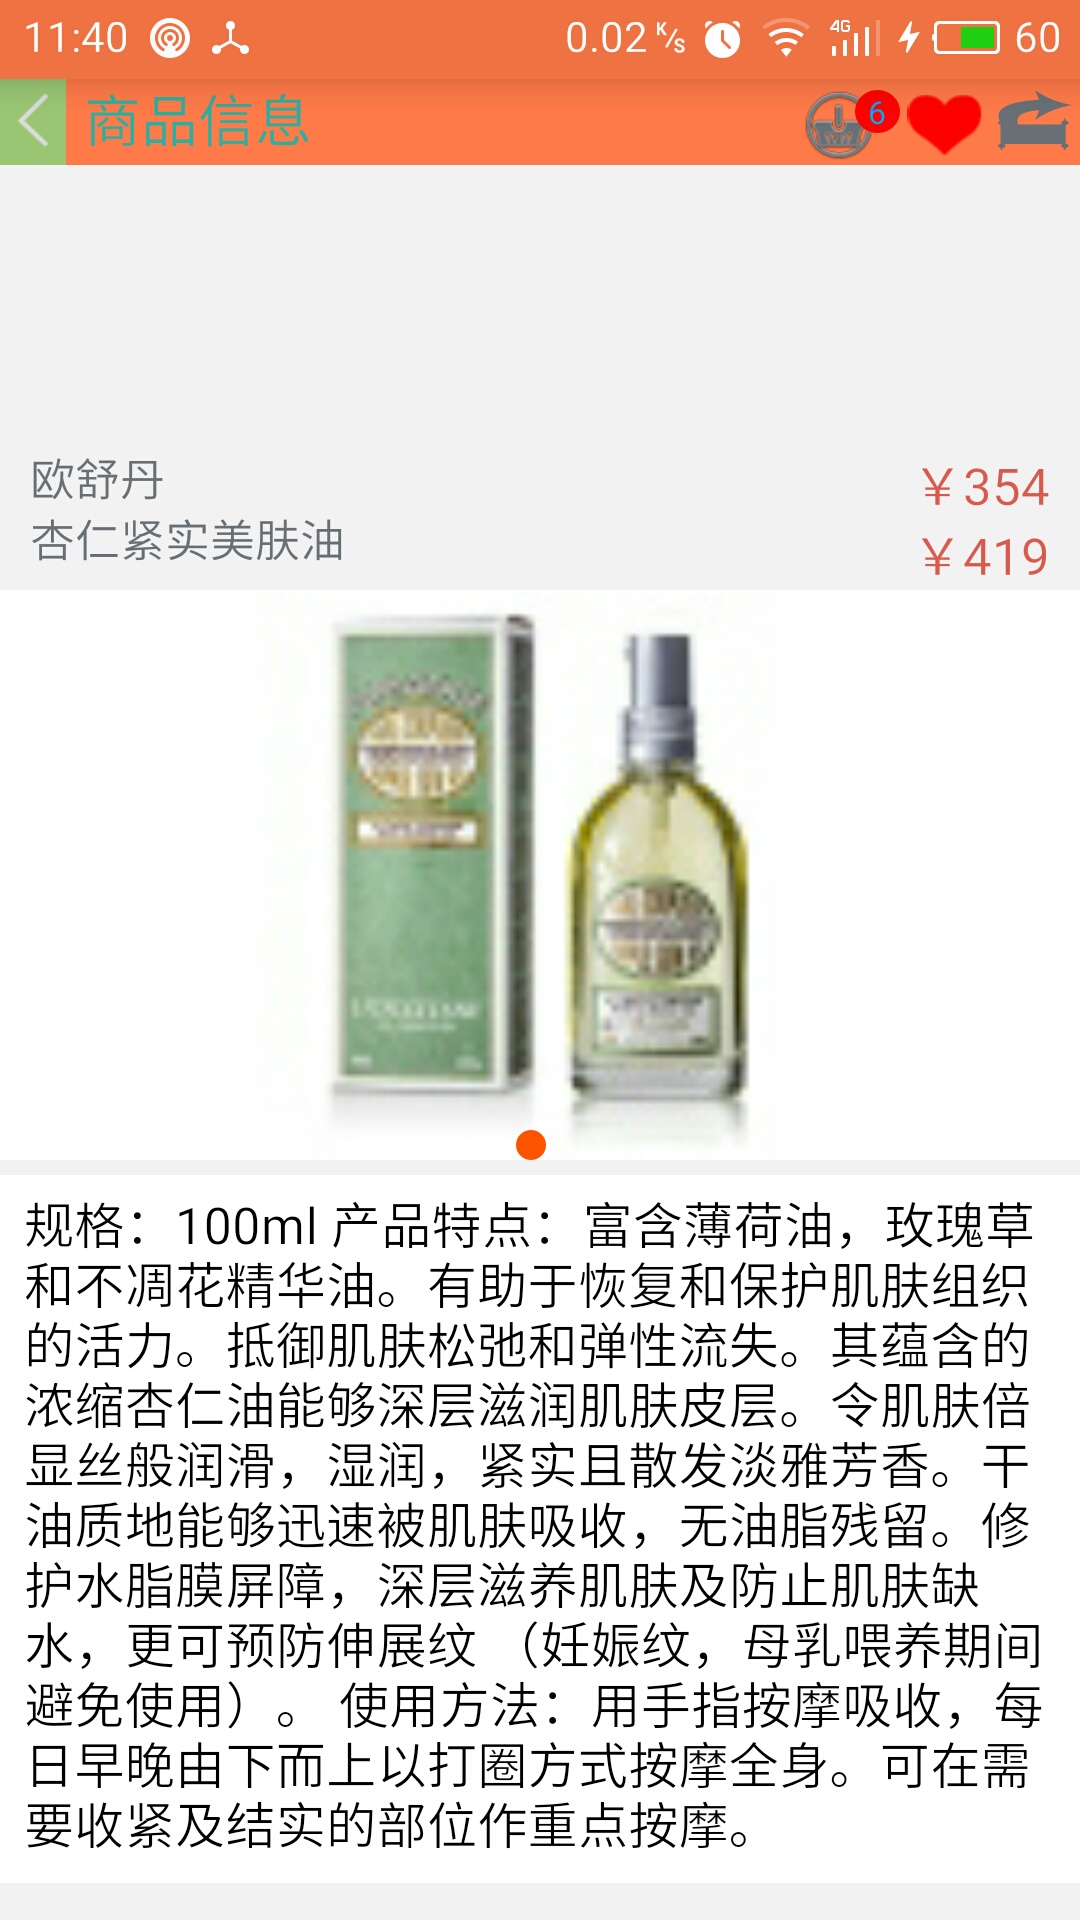 11:40
0.02 K/s
4G
60
商品信息
6
欧舒丹
杏仁紧实美肤油
￥354
￥419
规格：100ml 产品特点：富含薄荷油，玫瑰草
和不凋花精华油。有助于恢复和保护肌肤组织
的活力。抵御肌肤松弛和弹性流失。其蕴含的
浓缩杏仁油能够深层滋润肌肤皮层。令肌肤倍
显丝般润滑，湿润，紧实且散发淡雅芳香。干
油质地能够迅速被肌肤吸收，无油脂残留。修
护水脂膜屏障，深层滋养肌肤及防止肌肤缺
水，更可预防伸展纹 （妊娠纹，母乳喂养期间
避免使用）。 使用方法：用手指按摩吸收，每
日早晚由下而上以打圈方式按摩全身。可在需
要收紧及结实的部位作重点按摩。